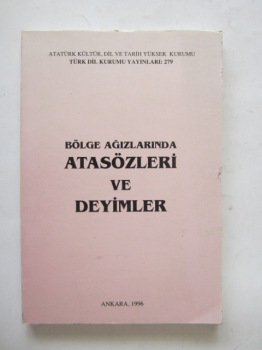 ATATÜRK KÜLTÜR, DİL VE TARİH YÜKSEK KURUMU
TÜRK DİL KURUMU YAYINLARI: 279
BÖLGE AĞIZLARINDA
ATASÖZLERİ
VE
DEYİMLER
ANKARA, 1996